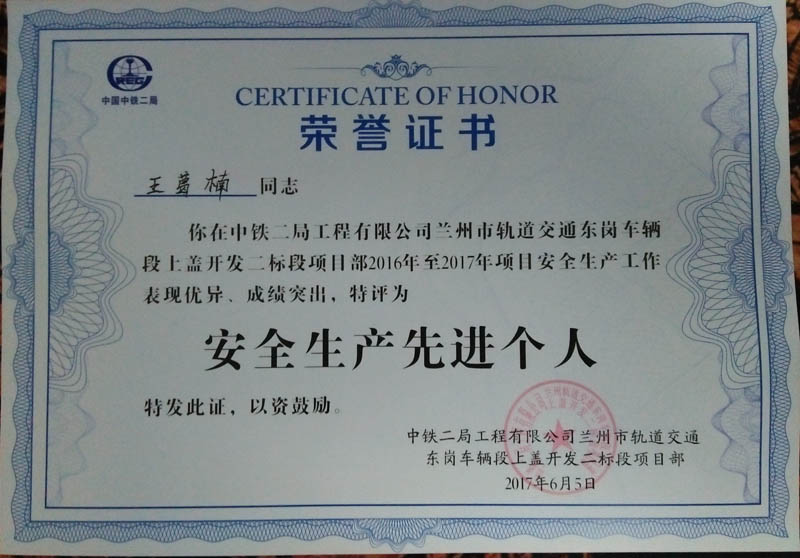 CREC
中国中铁二局
CERTIFICATE OF HONOR
荣誉证书
王葛楠 同志
你在中铁二局工程有限公司兰州市轨道交通东岗车辆
段上盖开发二标段项目部2016年至2017年项目安全生产工作
表现优异、成绩突出，特评为
安全生产先进个人
特发此证，以资鼓励。
中铁二局工程有限公司兰州市轨道交通
东岗车辆段上盖开发二标段项目部
2017年6月5日